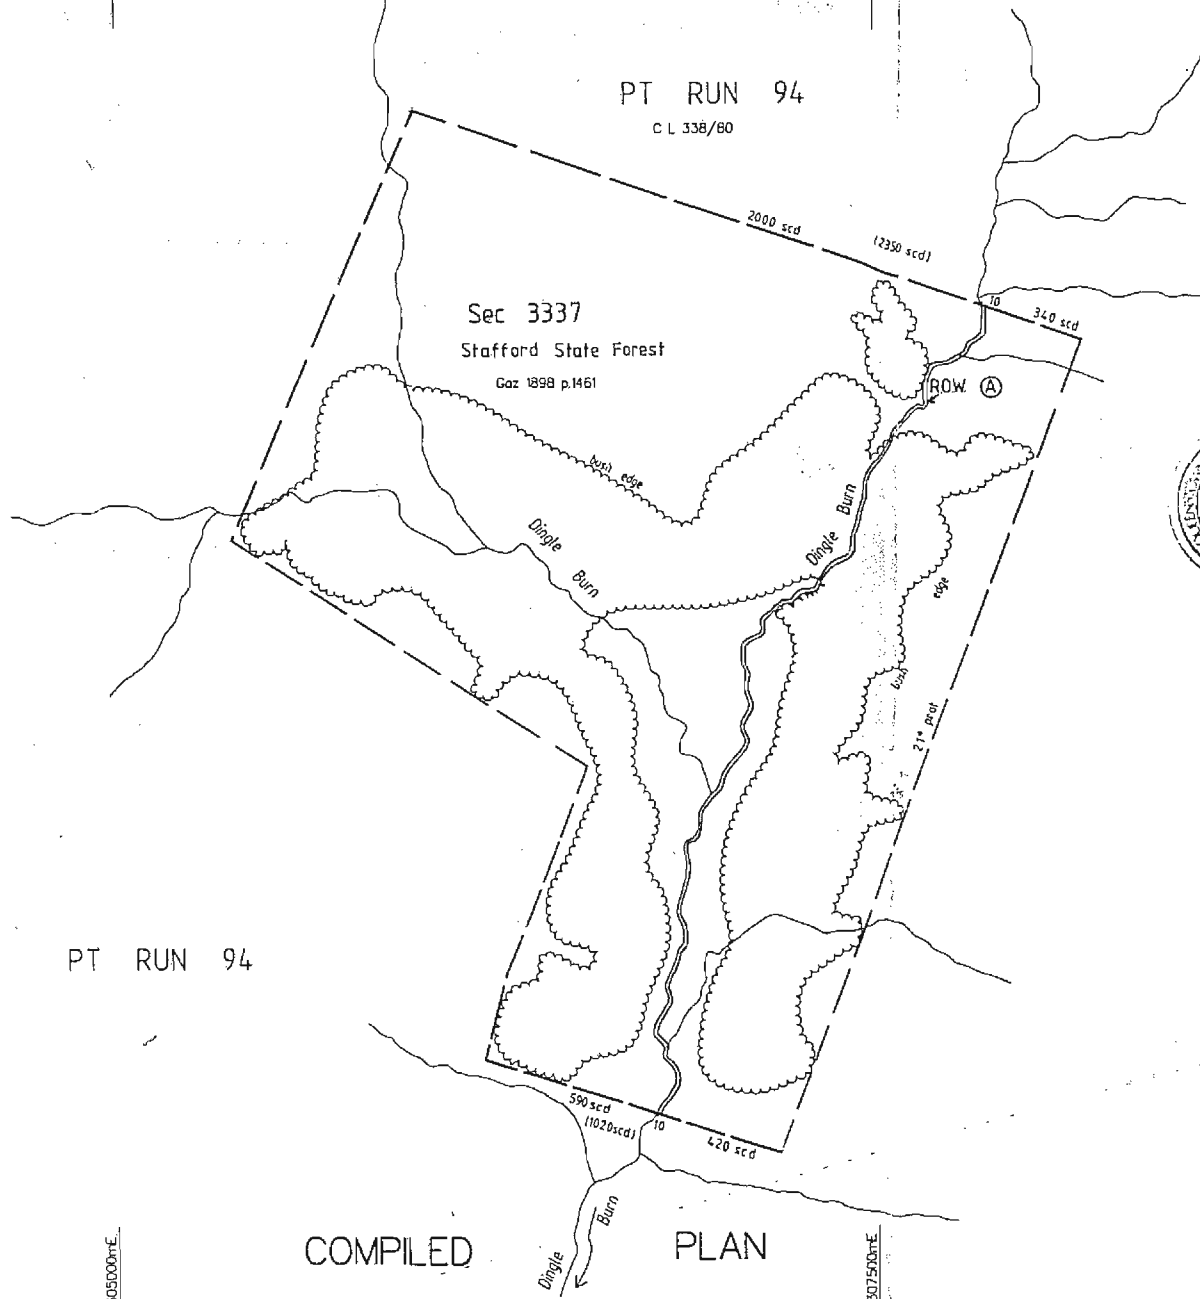 PT RUN 94
C L 338/80
2000 scd
(2350 scd)
10
340 scd
Sec 3337
Stafford State Forest
Gaz 1898 p.1461
R.O.W. A
bush edge
Dingle Burn
Dingle Burn
edge
bush
21* prot
PT RUN 94
590 scd
(1020scd)
10
420 scd
Dingle Burn
COMPILED PLAN
05000mE
307500mE